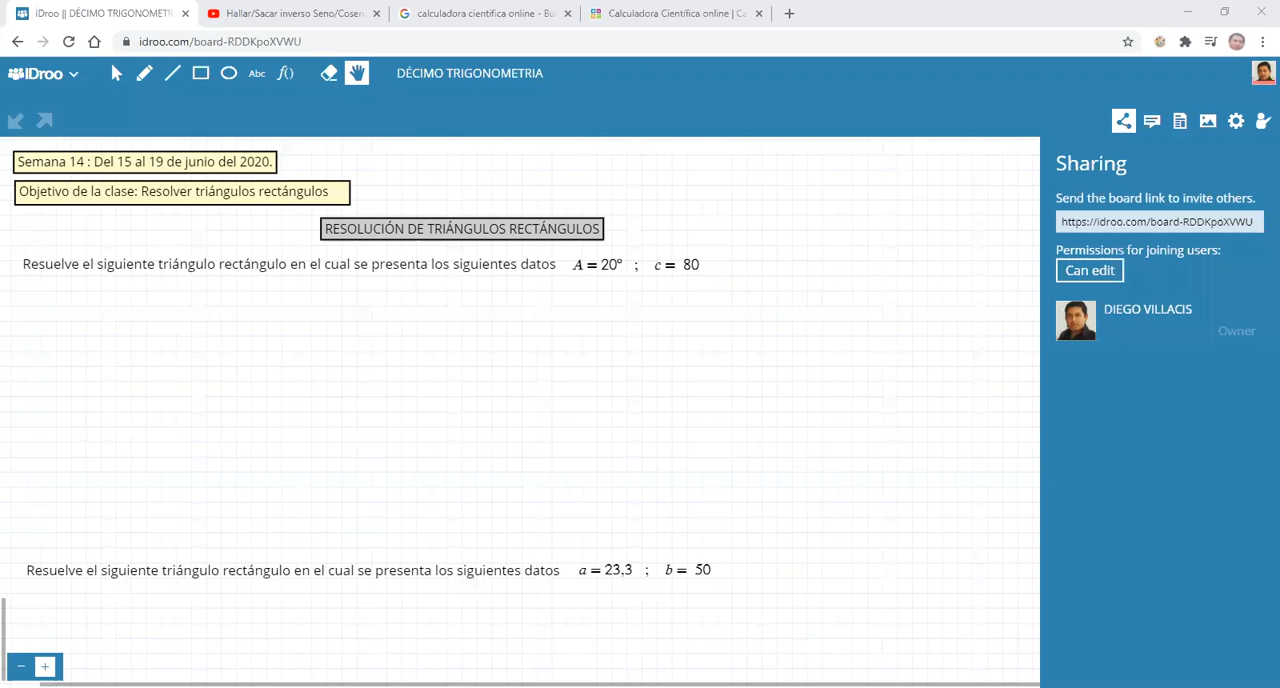 iDroo || DÉCIMO TRIGONOMETR
Hallar/Sacar inverso Seno/Cosen
calculadora cientifica online - Bu
Calculadora Científica online | Ca
idroo.com/board-RDDKpoXVWU
IDroo
Abc
f()
DÉCIMO TRIGONOMETRIA
Semana 14 : Del 15 al 19 de junio del 2020.
Objetivo de la clase: Resolver triángulos rectángulos
RESOLUCIÓN DE TRIÁNGULOS RECTÁNGULOS
Resuelve el siguiente triángulo rectángulo en el cual se presenta los siguientes datos A = 20º ; c = 80
Resuelve el siguiente triángulo rectángulo en el cual se presenta los siguientes datos a = 23,3 ; b = 50
Sharing
Send the board link to invite others.
https://idroo.com/board-RDDKpoXVWU
Permissions for joining users:
Can edit
DIEGO VILLACIS
Owner